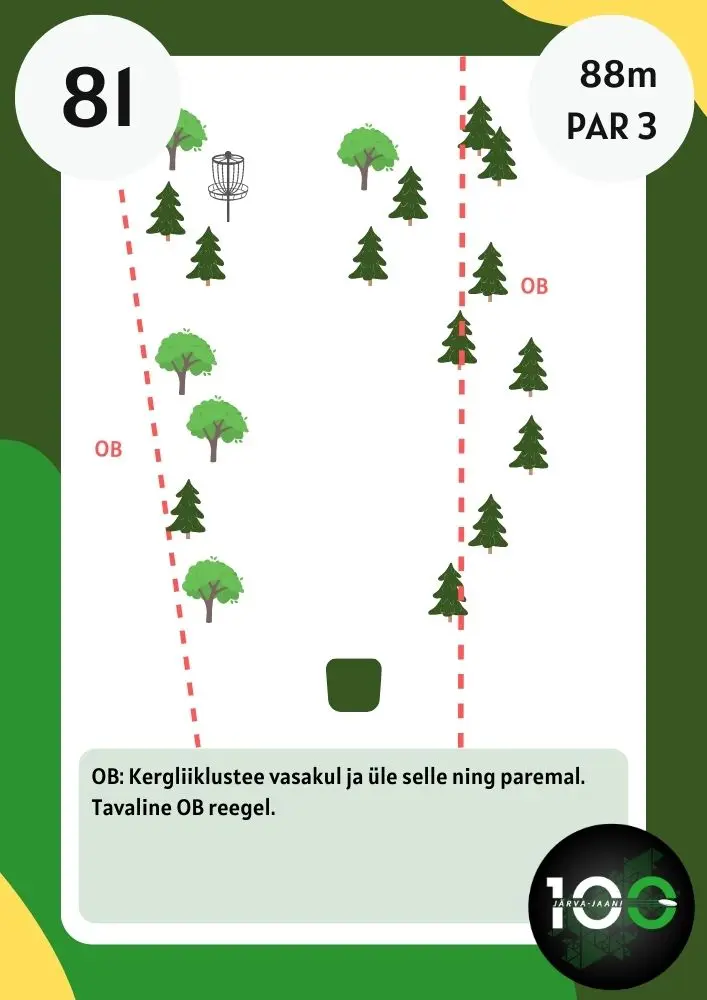 81
88m
PAR 3
OB
OB
OB: Kergliiklustee vasakul ja üle selle ning paremal.
Tavaline OB reegel.
100
JÄRVA-JAANI